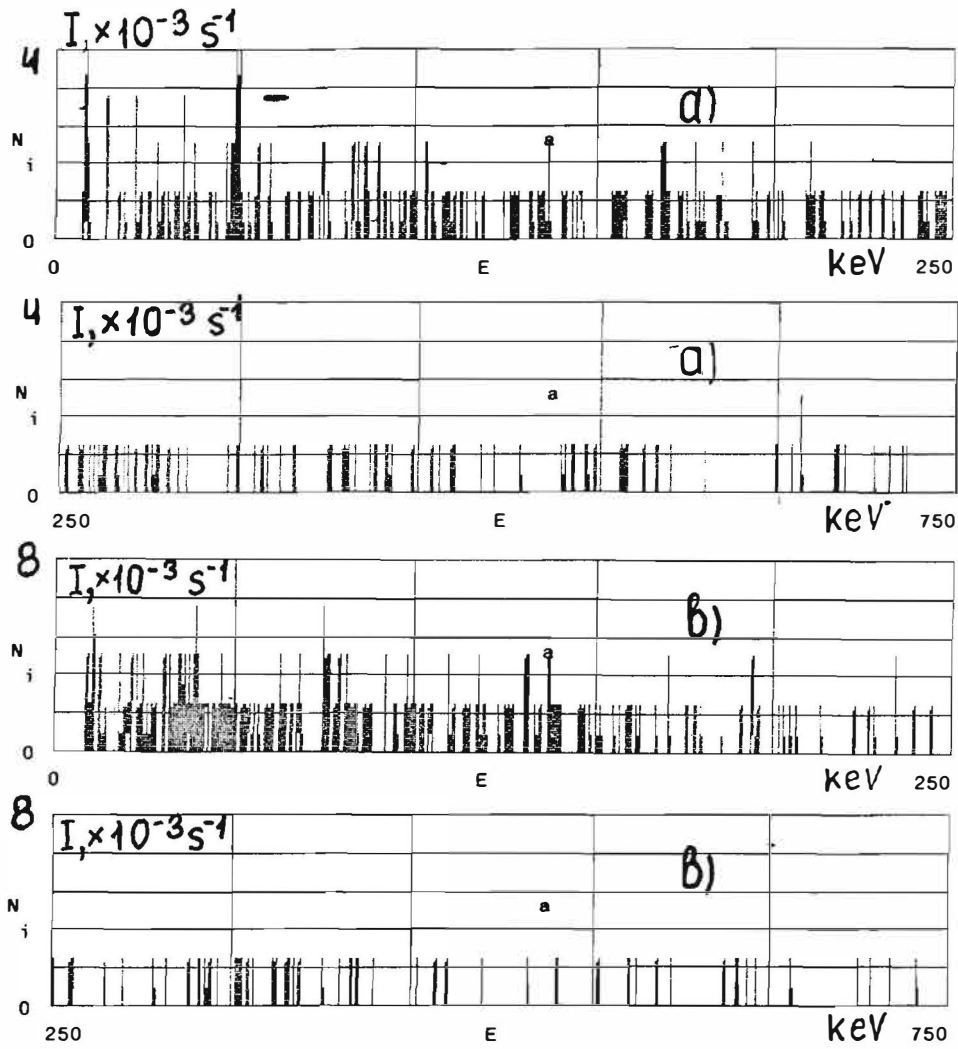 I, ×10⁻³ s⁻¹
4
a)
N
a
i
0
0 E keV 250
4
I, ×10⁻³ s⁻¹
a)
N
a
i
0
250 E keV 750
8
I, ×10⁻³ s⁻¹
в)
N
a
i
0
0 E keV 250
8
I, ×10⁻³ s⁻¹
в)
N
a
i
0
250 E keV 750